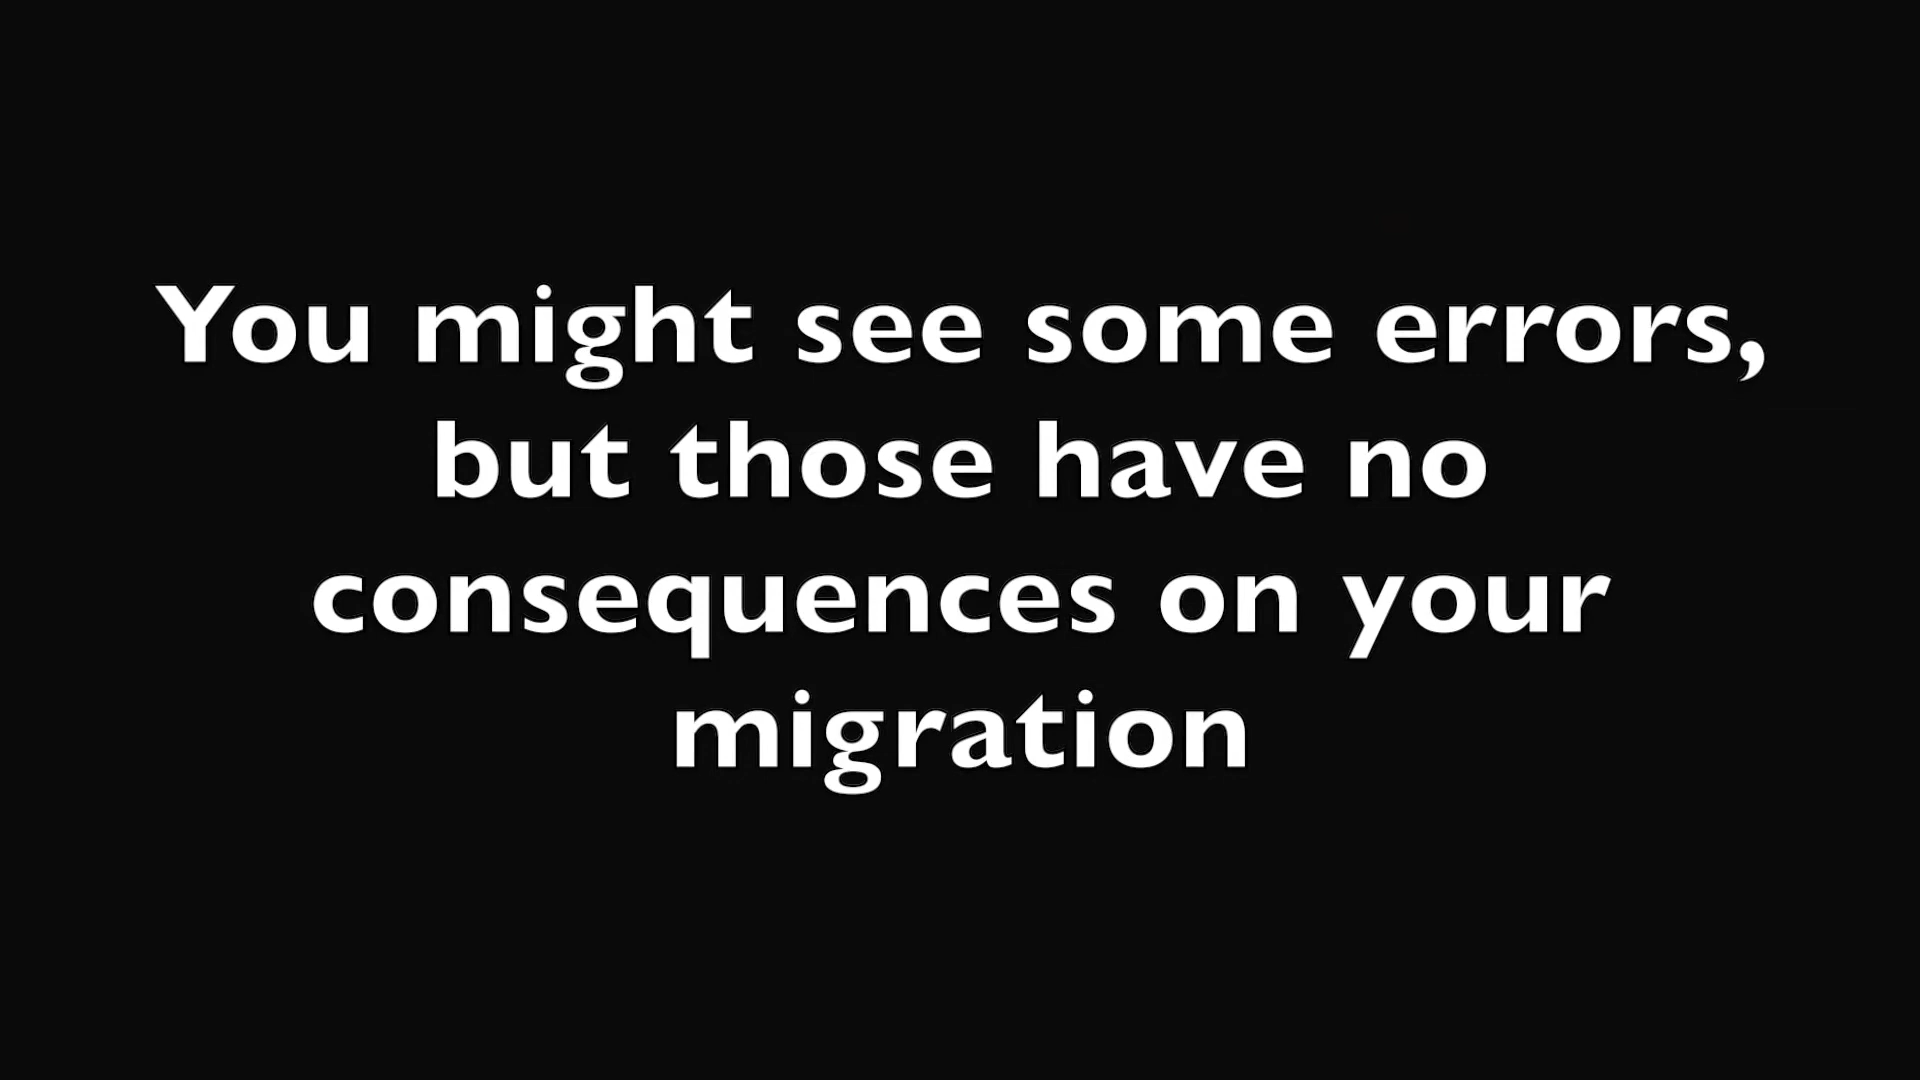 You might see some errors,
but those have no
consequences on your
migration